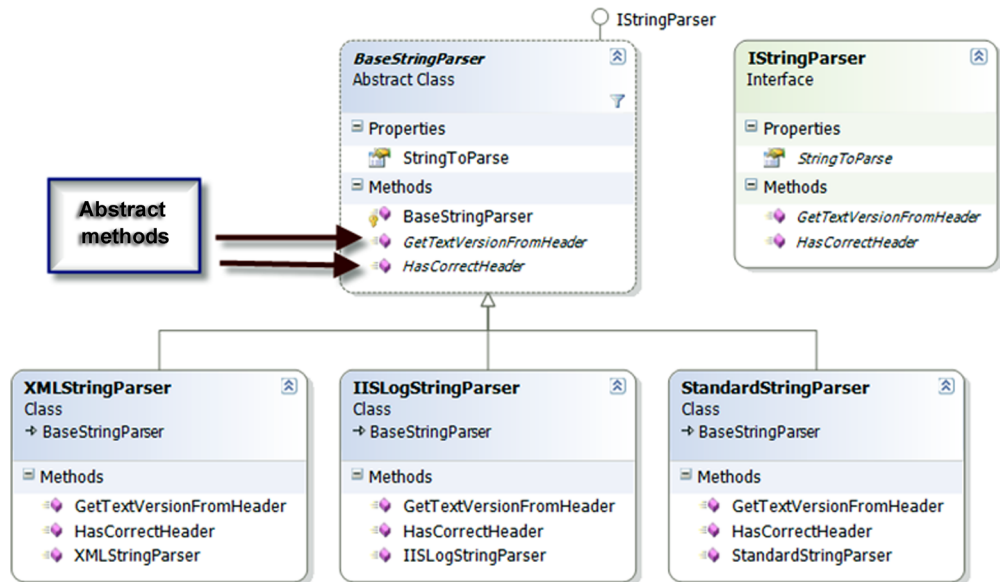 IStringParser
BaseStringParser
Abstract Class
Properties
StringToParse
Methods
BaseStringParser
GetTextVersionFromHeader
HasCorrectHeader
IStringParser
Interface
Properties
StringToParse
Methods
GetTextVersionFromHeader
HasCorrectHeader
Abstract
methods
XMLStringParser
Class
BaseStringParser
Methods
GetTextVersionFromHeader
HasCorrectHeader
XMLStringParser
IISLogStringParser
Class
BaseStringParser
Methods
GetTextVersionFromHeader
HasCorrectHeader
IISLogStringParser
StandardStringParser
Class
BaseStringParser
Methods
GetTextVersionFromHeader
HasCorrectHeader
StandardStringParser